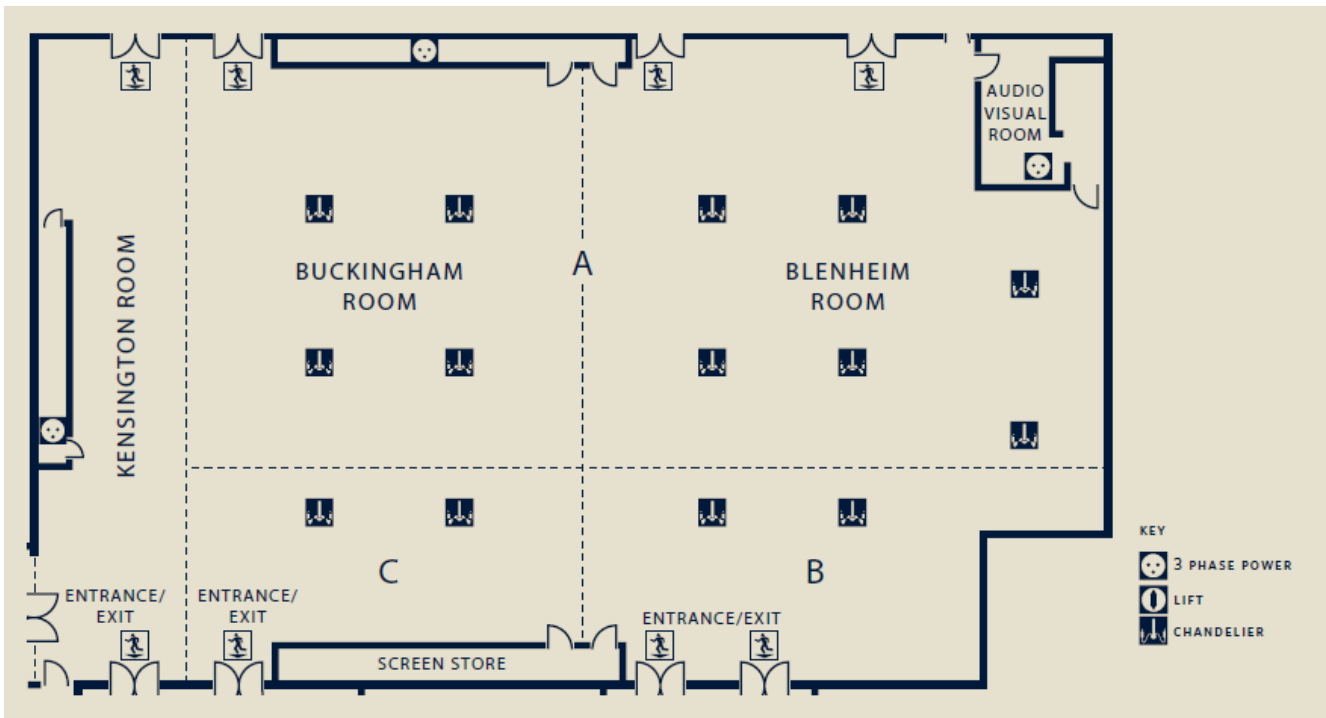 AUDIO
VISUAL
ROOM
KENSINGTON ROOM
BUCKINGHAM
ROOM
A
BLENHEIM
ROOM
C
B
ENTRANCE/
EXIT
ENTRANCE/
EXIT
ENTRANCE/EXIT
SCREEN STORE
KEY
3 PHASE POWER
LIFT
CHANDELIER